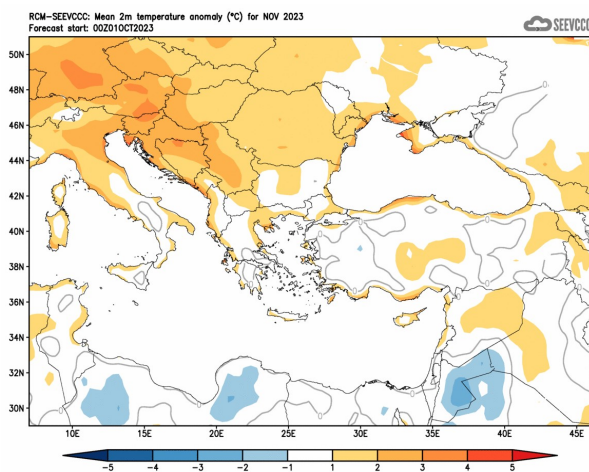 RCM-SEEVCCC: Mean 2m temperature anomaly (°C) for NOV 2023
Forecast start: 00Z01OCT2023
SEEVCCC
50N
48N
46N
44N
42N
40N
38N
36N
34N
32N
30N
10E 15E 20E 25E 30E 35E 40E 45E
-5 -4 -3 -2 -1 1 2 3 4 5